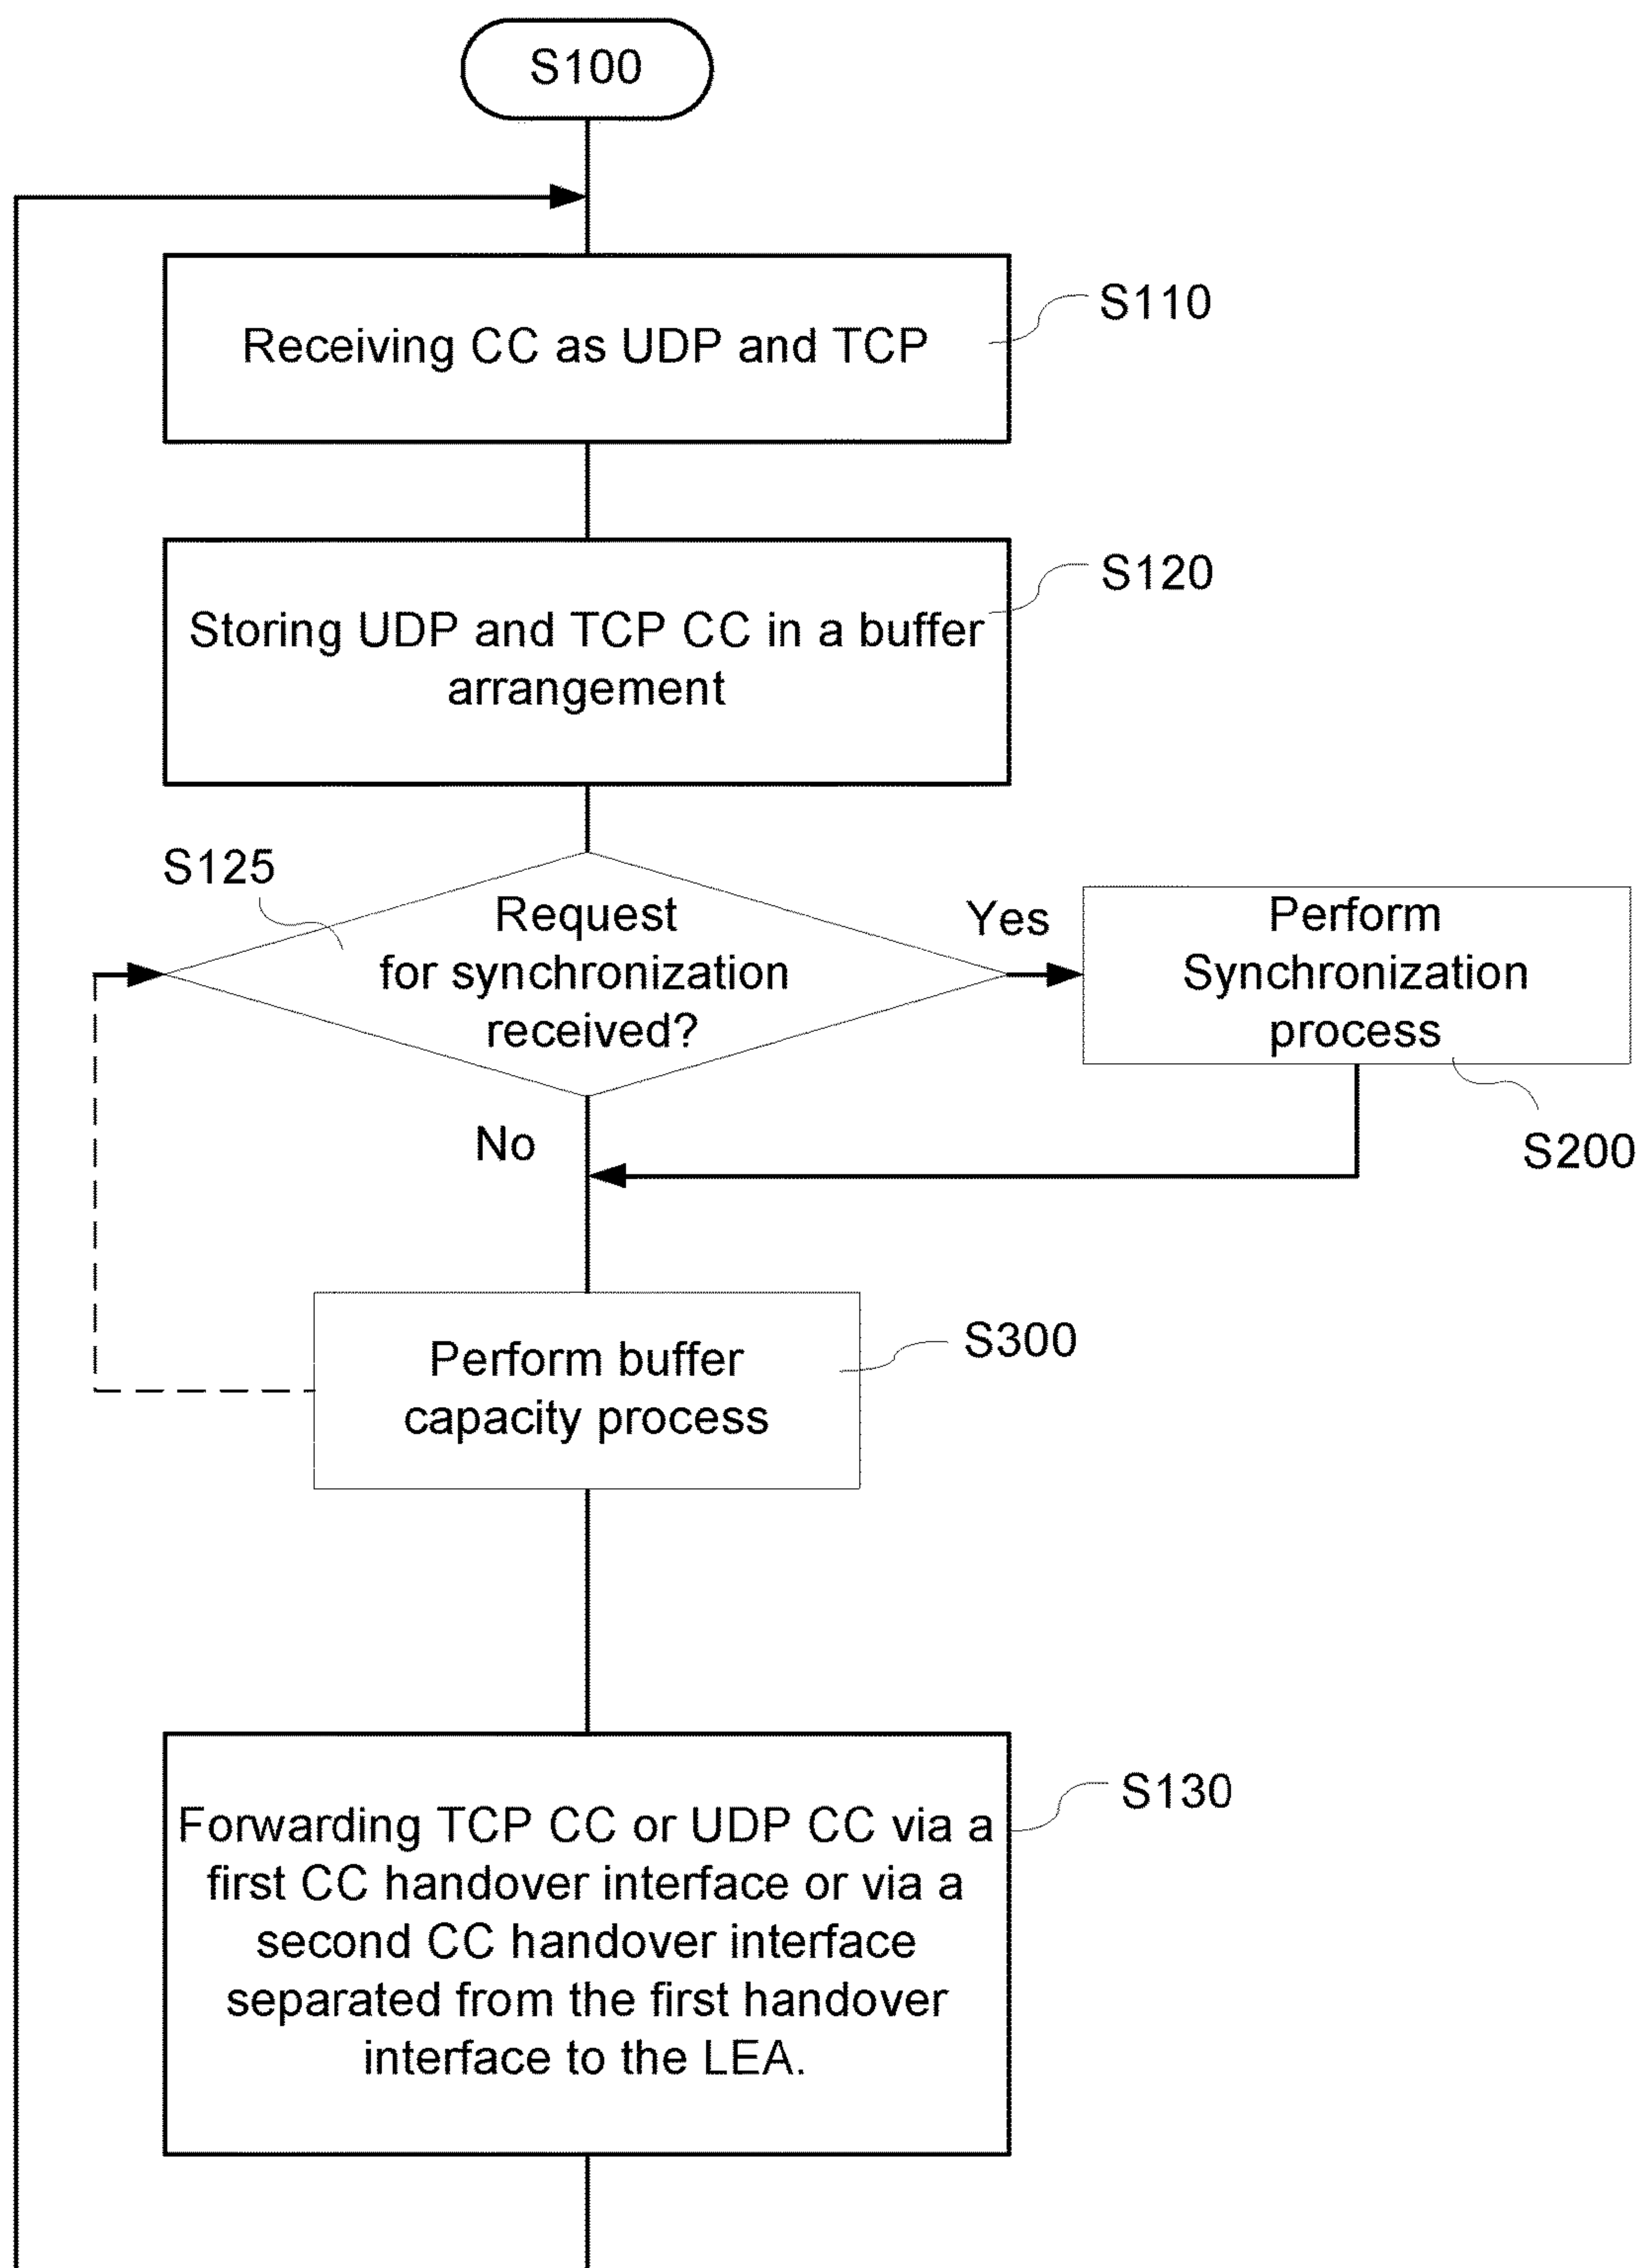 S100
Receiving CC as UDP and TCP
S110
Storing UDP and TCP CC in a buffer
arrangement
S120
S125
Request
for synchronization
received?
Yes
No
Perform
Synchronization
process
S200
Perform buffer
capacity process
S300
Forwarding TCP CC or UDP CC via a
first CC handover interface or via a
second CC handover interface
separated from the first handover
interface to the LEA.
S130